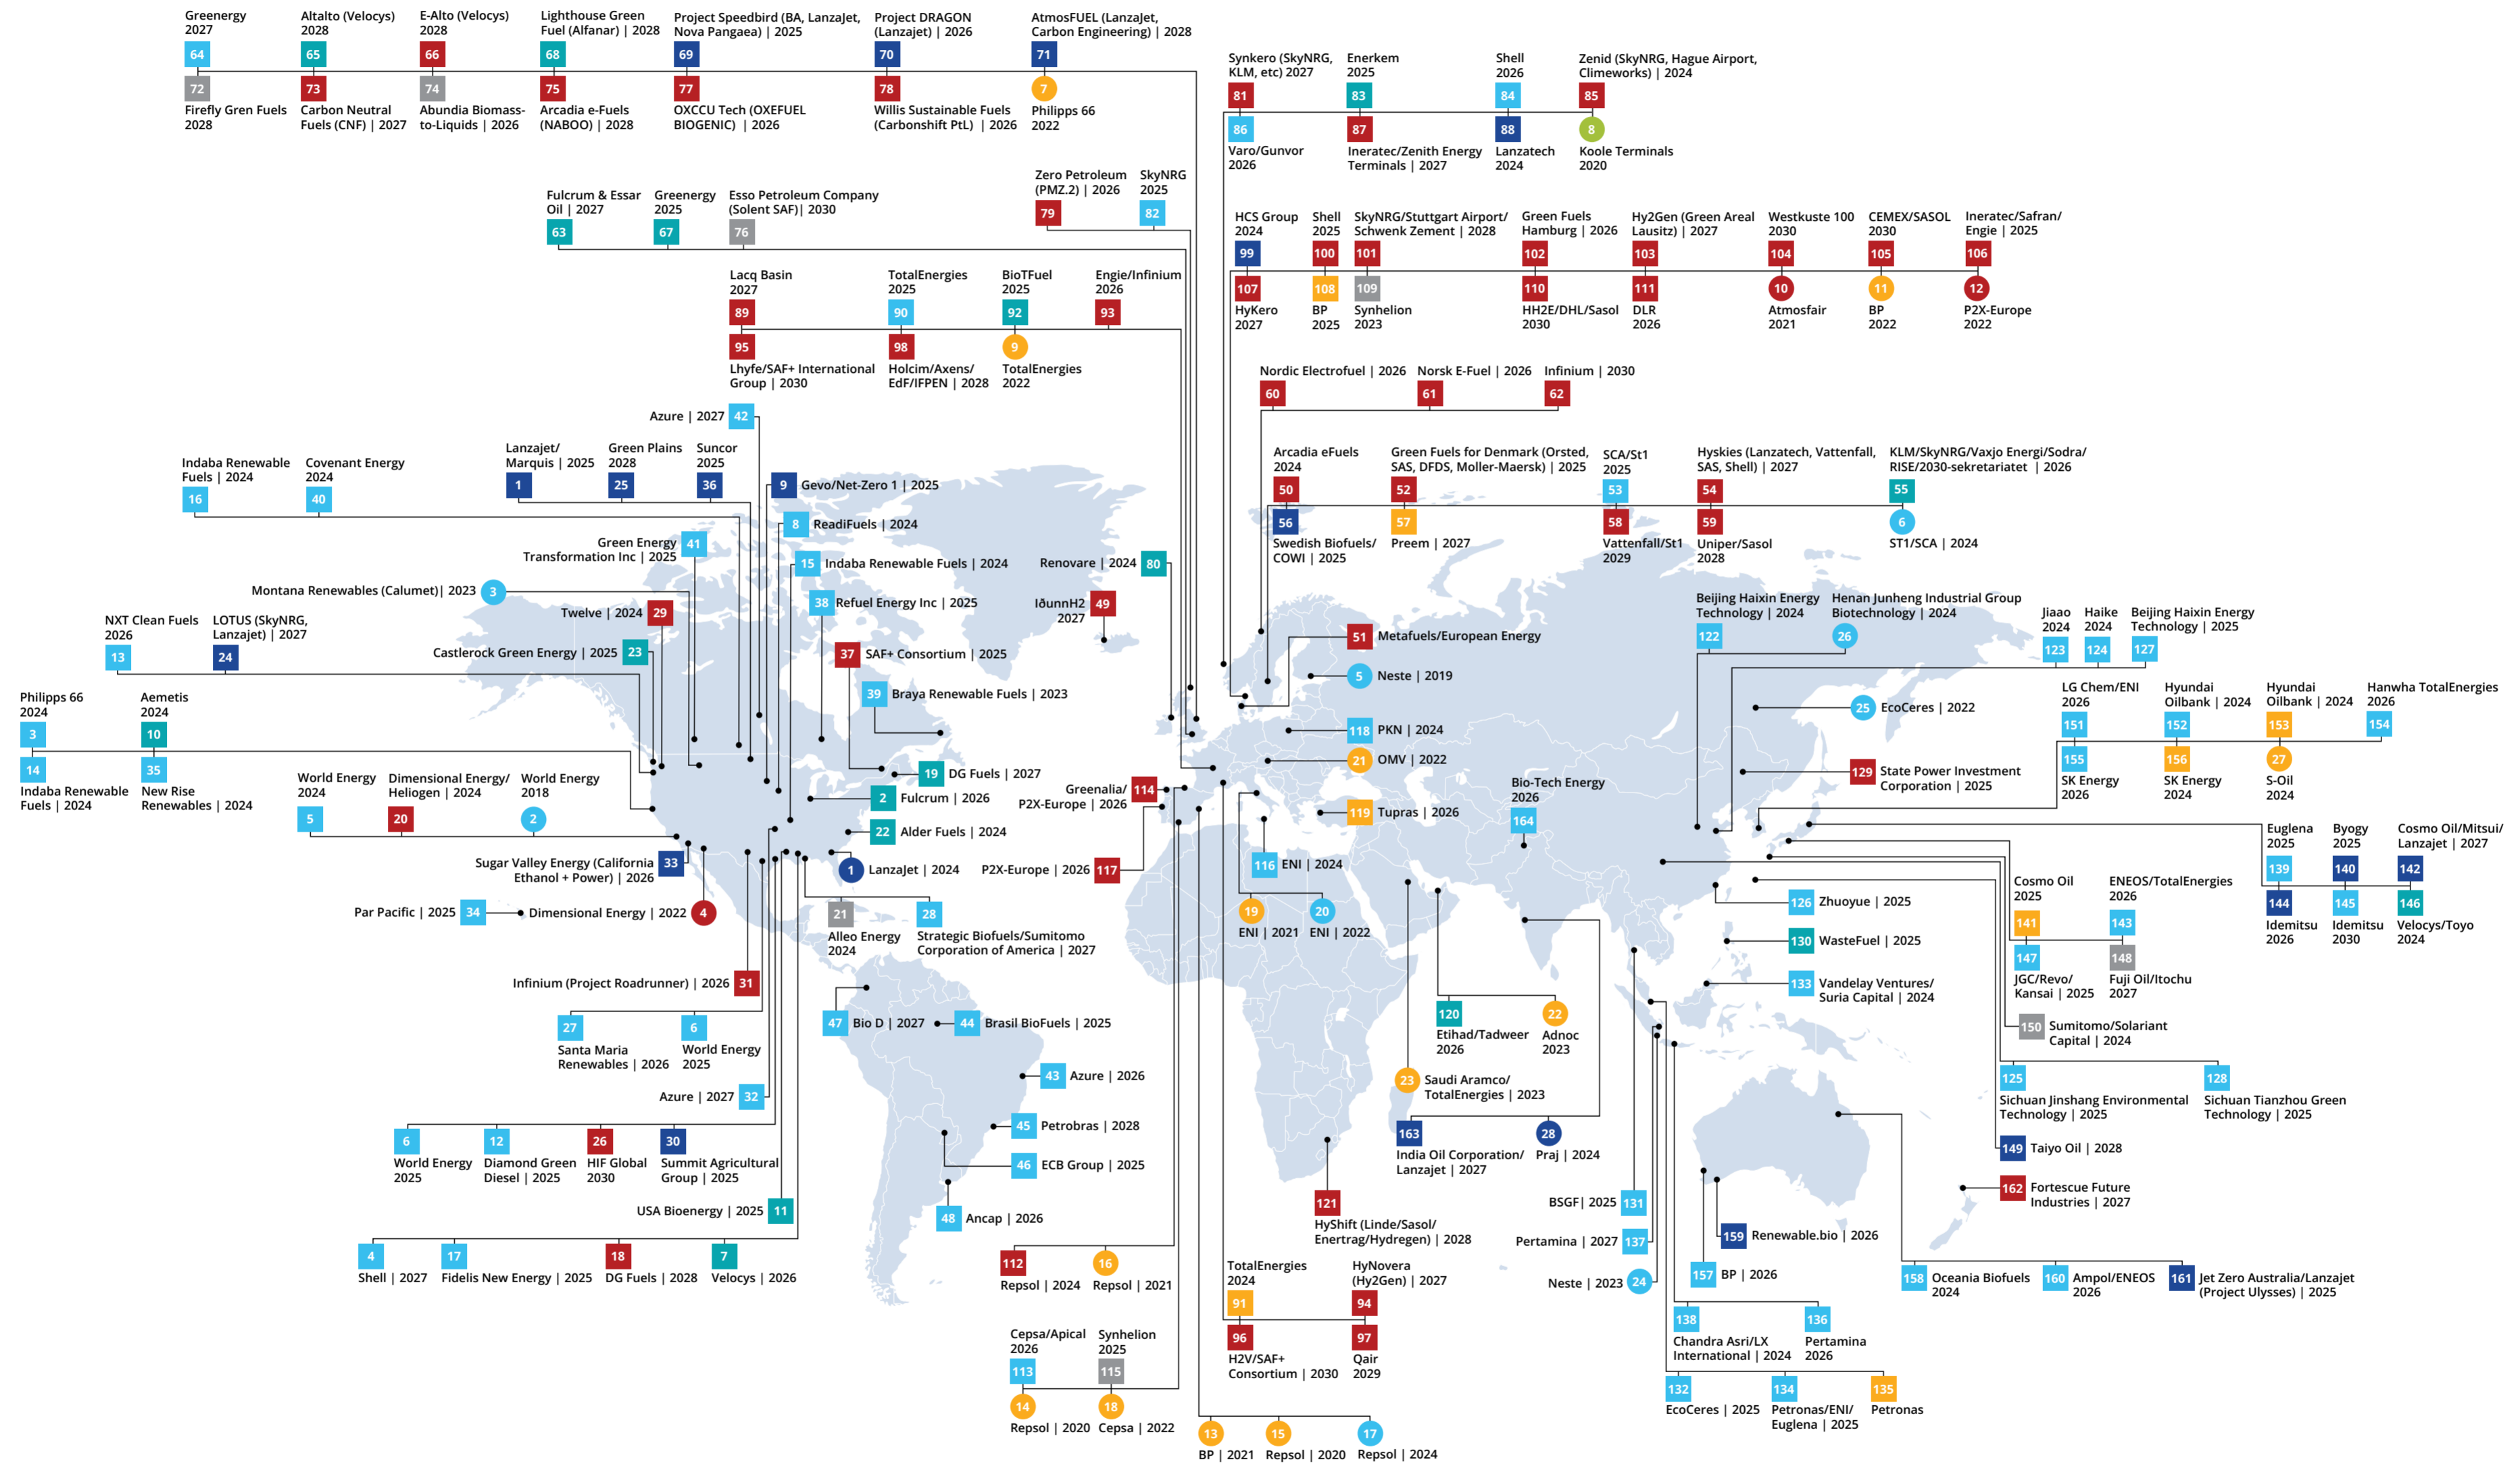 Greenergy
2027
64
Altalto (Velocys)
2028
65
E-Alto (Velocys)
2028
66
Lighthouse Green
Fuel (Alfanar) | 2028
68
Project Speedbird (BA, LanzaJet,
Nova Pangaea) | 2025
69
Project DRAGON
(Lanzajet) | 2026
70
AtmosFUEL (LanzaJet,
Carbon Engineering) | 2028
71
72
Firefly Gren Fuels
2028
73
Carbon Neutral
Fuels (CNF) | 2027
74
Abundia Biomass-
to-Liquids | 2026
75
Arcadia e-Fuels
(NABOO) | 2028
77
OXCCU Tech (OXEFUEL
BIOGENIC) | 2026
78
Willis Sustainable Fuels
(Carbonshift PtL) | 2026
7
Philipps 66
2022
Synkero (SkyNRG,
KLM, etc) 2027
81
Enerkem
2025
83
Shell
2026
84
Zenid (SkyNRG, Hague Airport,
Climeworks) | 2024
85
86
Varo/Gunvor
2026
87
Ineratec/Zenith Energy
Terminals | 2027
88
Lanzatech
2024
8
Koole Terminals
2020
Fulcrum & Essar
Oil | 2027
63
Greenergy
2025
67
Esso Petroleum Company
(Solent SAF)| 2030
76
Zero Petroleum
(PMZ.2) | 2026
79
SkyNRG
2025
82
HCS Group
2024
99
Shell
2025
100
SkyNRG/Stuttgart Airport/
Schwenk Zement | 2028
101
Green Fuels
Hamburg | 2026
102
Hy2Gen (Green Areal
Lausitz) | 2027
103
Westkuste 100
2030
104
CEMEX/SASOL
2030
105
Ineratec/Safran/
Engie | 2025
106
107
HyKero
2027
108
BP
2025
109
Synhelion
2023
110
HH2E/DHL/Sasol
2030
111
DLR
2026
10
Atmosfair
2021
11
BP
2022
12
P2X-Europe
2022
Lacq Basin
2027
89
TotalEnergies
2025
90
BioTFuel
2025
92
Engie/Infinium
2026
93
95
Lhyfe/SAF+ International
Group | 2030
98
Holcim/Axens/
EdF/IFPEN | 2028
9
TotalEnergies
2022
Nordic Electrofuel | 2026
60
Norsk E-Fuel | 2026
61
Infinium | 2030
62
Azure | 2027
42
Indaba Renewable
Fuels | 2024
16
Covenant Energy
2024
40
Lanzajet/
Marquis | 2025
1
Green Plains
2028
25
Suncor
2025
36
9
Gevo/Net-Zero 1 | 2025
8
ReadiFuels | 2024
Green Energy
Transformation Inc | 2025
41
15
Indaba Renewable Fuels | 2024
Renovare | 2024
80
Arcadia eFuels
2024
50
Green Fuels for Denmark (Orsted,
SAS, DFDS, Moller-Maersk) | 2025
52
SCA/St1
2025
53
Hyskies (Lanzatech, Vattenfall,
SAS, Shell) | 2027
54
KLM/SkyNRG/Vaxjo Energi/Sodra/
RISE/2030-sekretariatet | 2026
55
56
Swedish Biofuels/
COWI | 2025
57
Preem | 2027
58
Vattenfall/St1
2029
59
Uniper/Sasol
2028
6
ST1/SCA | 2024
Montana Renewables (Calumet)| 2023
3
Twelve | 2024
29
38
Refuel Energy Inc | 2025
IðunnH2
2027
49
NXT Clean Fuels
2026
13
LOTUS (SkyNRG,
Lanzajet) | 2027
24
Castlerock Green Energy | 2025
23
37
SAF+ Consortium | 2025
39
Braya Renewable Fuels | 2023
51
Metafuels/European Energy
5
Neste | 2019
Beijing Haixin Energy
Technology | 2024
122
Henan Junheng Industrial Group
Biotechnology | 2024
26
Jiaao
2024
123
Haike
2024
124
Beijing Haixin Energy
Technology | 2025
127
Philipps 66
2024
3
Aemetis
2024
10
14
Indaba Renewable
Fuels | 2024
35
New Rise
Renewables | 2024
118
PKN | 2024
21
OMV | 2022
25
EcoCeres | 2022
LG Chem/ENI
2026
151
Hyundai
Oilbank | 2024
152
Hyundai
Oilbank | 2024
153
Hanwha TotalEnergies
2026
154
155
SK Energy
2026
156
SK Energy
2024
27
S-Oil
2024
World Energy
2024
5
Dimensional Energy/
Heliogen | 2024
20
World Energy
2018
2
19
DG Fuels | 2027
2
Fulcrum | 2026
22
Alder Fuels | 2024
1
LanzaJet | 2024
Greenalia/
P2X-Europe | 2026
114
P2X-Europe | 2026
117
119
Tupras | 2026
Bio-Tech Energy
2026
164
129
State Power Investment
Corporation | 2025
Sugar Valley Energy (California
Ethanol + Power) | 2026
33
Par Pacific | 2025
34
Dimensional Energy | 2022
4
21
Alleo Energy
2024
28
Strategic Biofuels/Sumitomo
Corporation of America | 2027
116
ENI | 2024
19
ENI | 2021
20
ENI | 2022
Euglena
2025
139
Byogy
2025
140
Cosmo Oil/Mitsui/
Lanzajet | 2027
142
144
Idemitsu
2026
145
Idemitsu
2030
146
Velocys/Toyo
2024
126
Zhuoyue | 2025
130
WasteFuel | 2025
133
Vandelay Ventures/
Suria Capital | 2024
Cosmo Oil
2025
141
ENEOS/TotalEnergies
2026
143
147
JGC/Revo/
Kansai | 2025
148
Fuji Oil/Itochu
2027
150
Sumitomo/Solariant
Capital | 2024
Infinium (Project Roadrunner) | 2026
31
27
Santa Maria
Renewables | 2026
6
World Energy
2025
47
Bio D | 2027
44
Brasil BioFuels | 2025
120
Etihad/Tadweer
2026
22
Adnoc
2023
Azure | 2027
32
43
Azure | 2026
23
Saudi Aramco/
TotalEnergies | 2023
125
Sichuan Jinshang Environmental
Technology | 2025
128
Sichuan Tianzhou Green
Technology | 2025
6
World Energy
2025
12
Diamond Green
Diesel | 2025
26
HIF Global
2030
30
Summit Agricultural
Group | 2025
45
Petrobras | 2028
46
ECB Group | 2025
163
India Oil Corporation/
Lanzajet | 2027
28
Praj | 2024
149
Taiyo Oil | 2028
162
Fortescue Future
Industries | 2027
USA Bioenergy | 2025
11
48
Ancap | 2026
121
HyShift (Linde/Sasol/
Enertrag/Hydregen) | 2028
BSGF| 2025
131
Pertamina | 2027
137
Neste | 2023
24
159
Renewable.bio | 2026
157
BP | 2026
4
Shell | 2027
17
Fidelis New Energy | 2025
18
DG Fuels | 2028
7
Velocys | 2026
112
Repsol | 2024
16
Repsol | 2021
TotalEnergies
2024
91
HyNovera
(Hy2Gen) | 2027
94
96
H2V/SAF+
Consortium | 2030
97
Qair
2029
158
Oceania Biofuels
2024
160
Ampol/ENEOS
2026
161
Jet Zero Australia/Lanzajet
(Project Ulysses) | 2025
138
Chandra Asri/LX
International | 2024
136
Pertamina
2026
Cepsa/Apical
2026
113
Synhelion
2025
115
14
Repsol | 2020
18
Cepsa | 2022
132
EcoCeres | 2025
134
Petronas/ENI/
Euglena | 2025
135
Petronas
13
BP | 2021
15
Repsol | 2020
17
Repsol | 2024